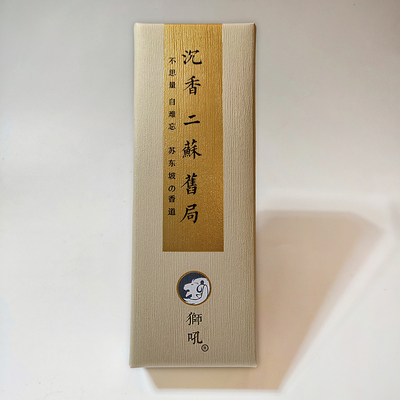 沉香二蘇舊局
不思量 自难忘 苏东坡の香道
獅吼